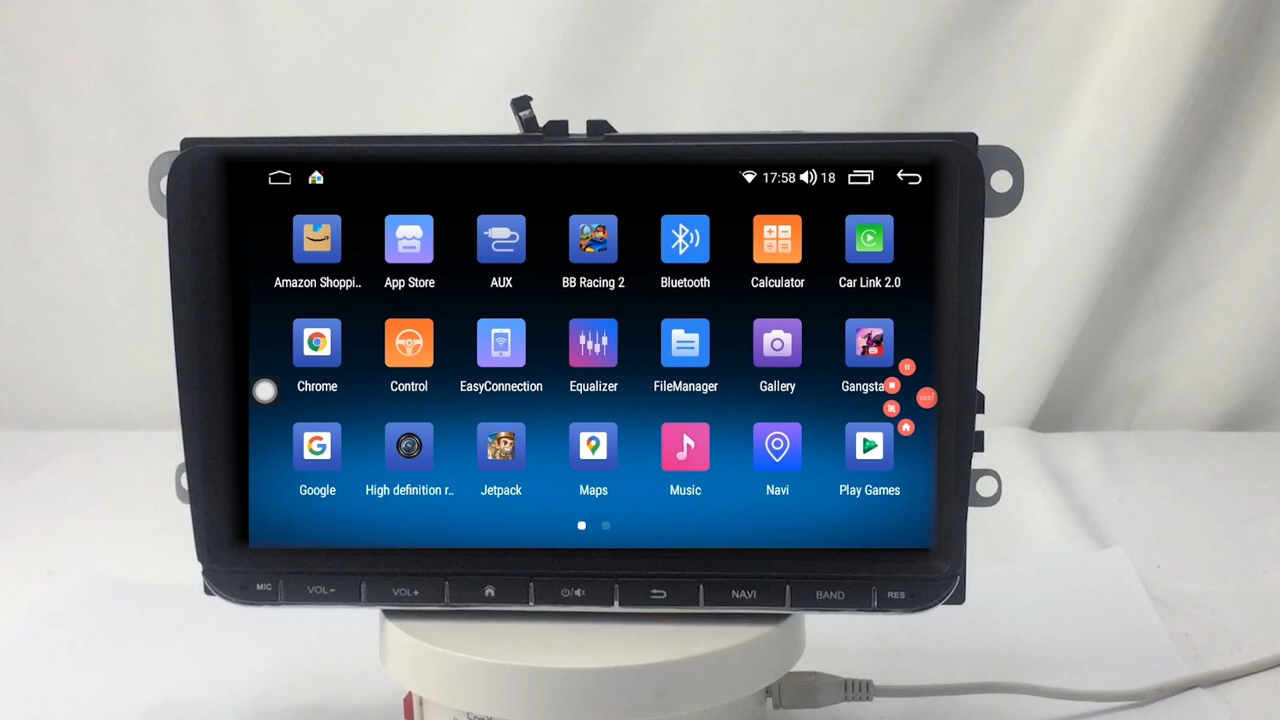 17:58 18
Amazon Shoppi..
App Store
AUX
BB Racing 2
Bluetooth
Calculator
Car Link 2.0
Chrome
Control
EasyConnection
Equalizer
FileManager
Gallery
Gangsta
Google
High definition r..
Jetpack
Maps
Music
Navi
Play Games
MIC
VOL-
VOL+
NAVI
BAND
RES